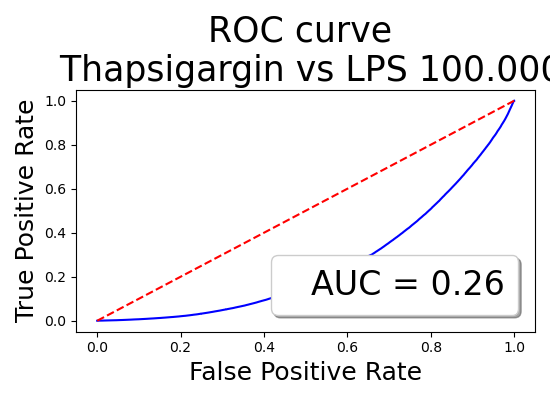 ROC curve
Thapsigargin vs LPS 100.000
True Positive Rate
1.0
0.8
0.6
0.4
0.2
0.0
AUC = 0.26
0.0 0.2 0.4 0.6 0.8 1.0
False Positive Rate